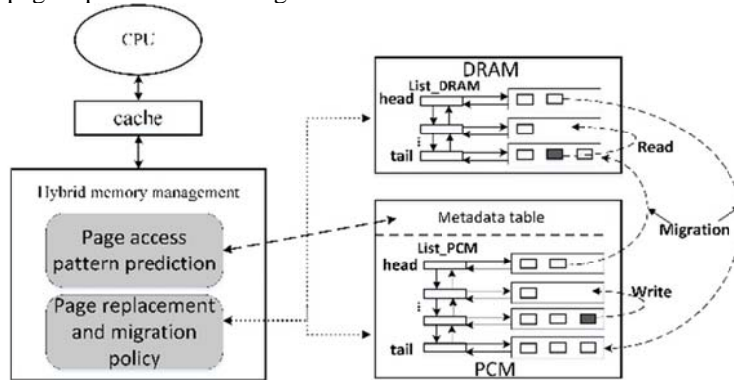 CPU
cache
Hybrid memory management
Page access
pattern prediction
Page replacement
and migration
policy
DRAM
List_DRAM
head
tail
Read
Metadata table
List_PCM
head
Migration
Write
tail
PCM